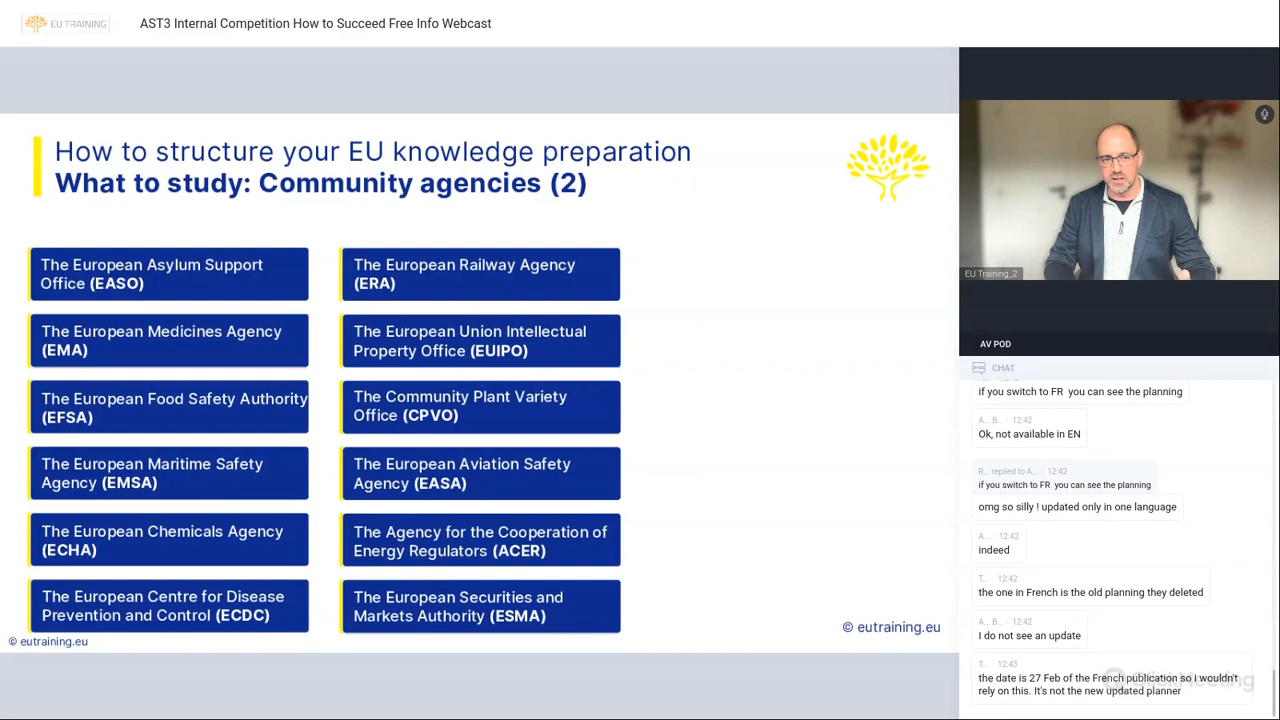 EU TRAINING
AST3 Internal Competition How to Succeed Free Info Webcast
How to structure your EU knowledge preparation
What to study: Community agencies (2)
The European Asylum Support
Office (EASO)
The European Medicines Agency
(EMA)
The European Food Safety Authority
(EFSA)
The European Maritime Safety
Agency (EMSA)
The European Chemicals Agency
(ECHA)
The European Centre for Disease
Prevention and Control (ECDC)
The European Railway Agency
(ERA)
The European Union Intellectual
Property Office (EUIPO)
The Community Plant Variety
Office (CPVO)
The European Aviation Safety
Agency (EASA)
The Agency for the Cooperation of
Energy Regulators (ACER)
The European Securities and
Markets Authority (ESMA)
© eutraining.eu
© eutraining.eu
EU Training_2
AV POD
CHAT
if you switch to FR you can see the planning
A... B... 12:42
Ok, not available in EN
R... replied to A... 12:42
if you switch to FR you can see the planning
omg so silly ! updated only in one language
A... 12:42
indeed
T... 12:42
the one in French is the old planning they deleted
A... B... 12:42
I do not see an update
T... 12:43
the date is 27 Feb of the French publication so I wouldn't
rely on this. It's not the new updated planner
ClickMeeting